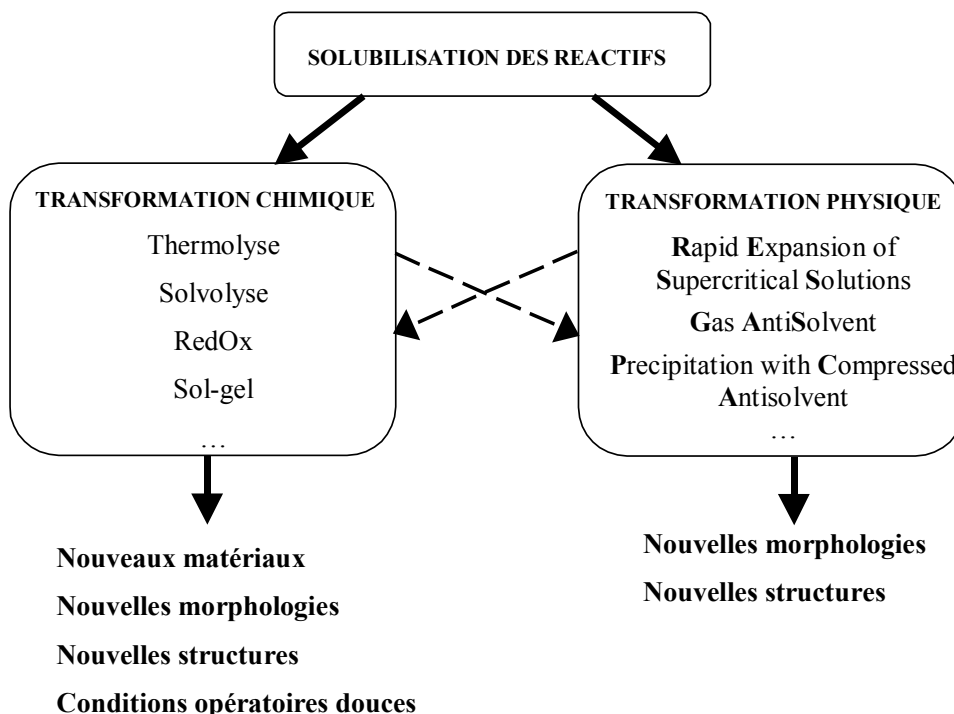 SOLUBILISATION DES REACTIFS
TRANSFORMATION CHIMIQUE
Thermolyse
Solvolyse
RedOx
Sol-gel
…
TRANSFORMATION PHYSIQUE
Rapid Expansion of
Supercritical Solutions
Gas AntiSolvent
Precipitation with Compressed
Antisolvent
…
Nouveaux matériaux
Nouvelles morphologies
Nouvelles structures
Conditions opératoires douces
Nouvelles morphologies
Nouvelles structures